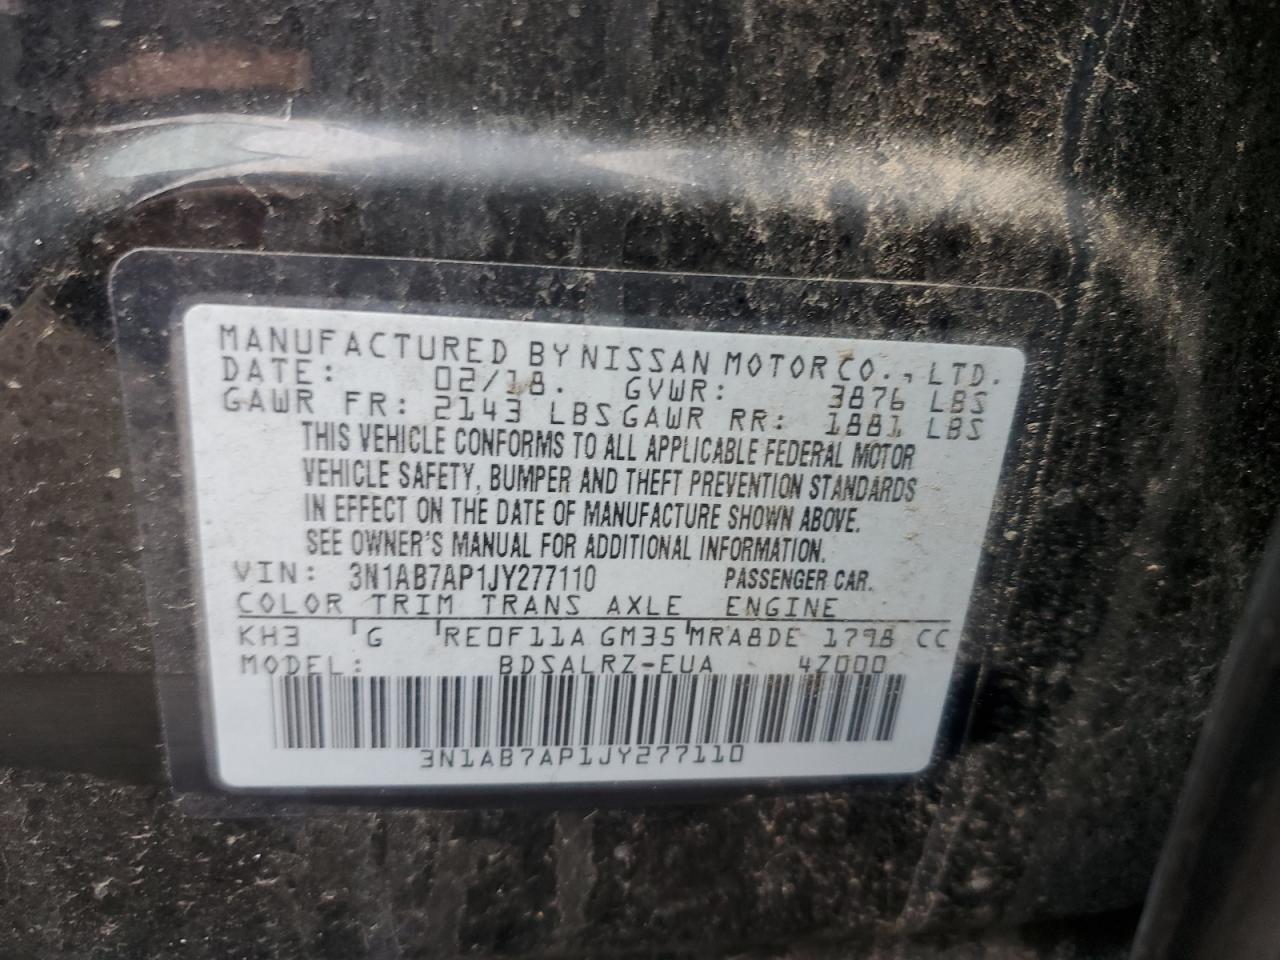 MANUFACTURED BY NISSAN MOTOR CO., LTD.
DATE: 02/18. GVWR: 3876 LBS
GAWR FR: 2143 LBS GAWR RR: 1881 LBS
THIS VEHICLE CONFORMS TO ALL APPLICABLE FEDERAL MOTOR
VEHICLE SAFETY, BUMPER AND THEFT PREVENTION STANDARDS
IN EFFECT ON THE DATE OF MANUFACTURE SHOWN ABOVE.
SEE OWNER'S MANUAL FOR ADDITIONAL INFORMATION.
VIN: 3N1AB7AP1JY277110 PASSENGER CAR.
COLOR TRIM TRANS AXLE ENGINE
KH3 G RE0F11A GM35 MRA8DE 1798 CC
MODEL: BDSALRZ-EUA 4Z000
3N1AB7AP1JY277110